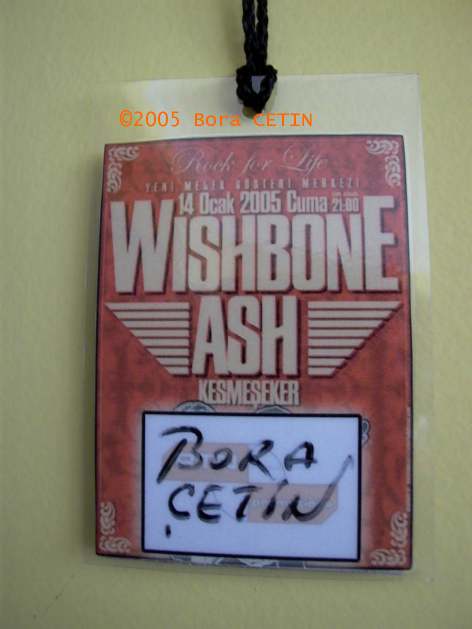 ©2005 Bora CETIN
Rock for Life
YENİ MELEK GÖSTERİ MERKEZİ
14 Ocak 2005 Cuma 21:00
WISHBONE
ASH
KESMESEKER
BORA
ÇETİN